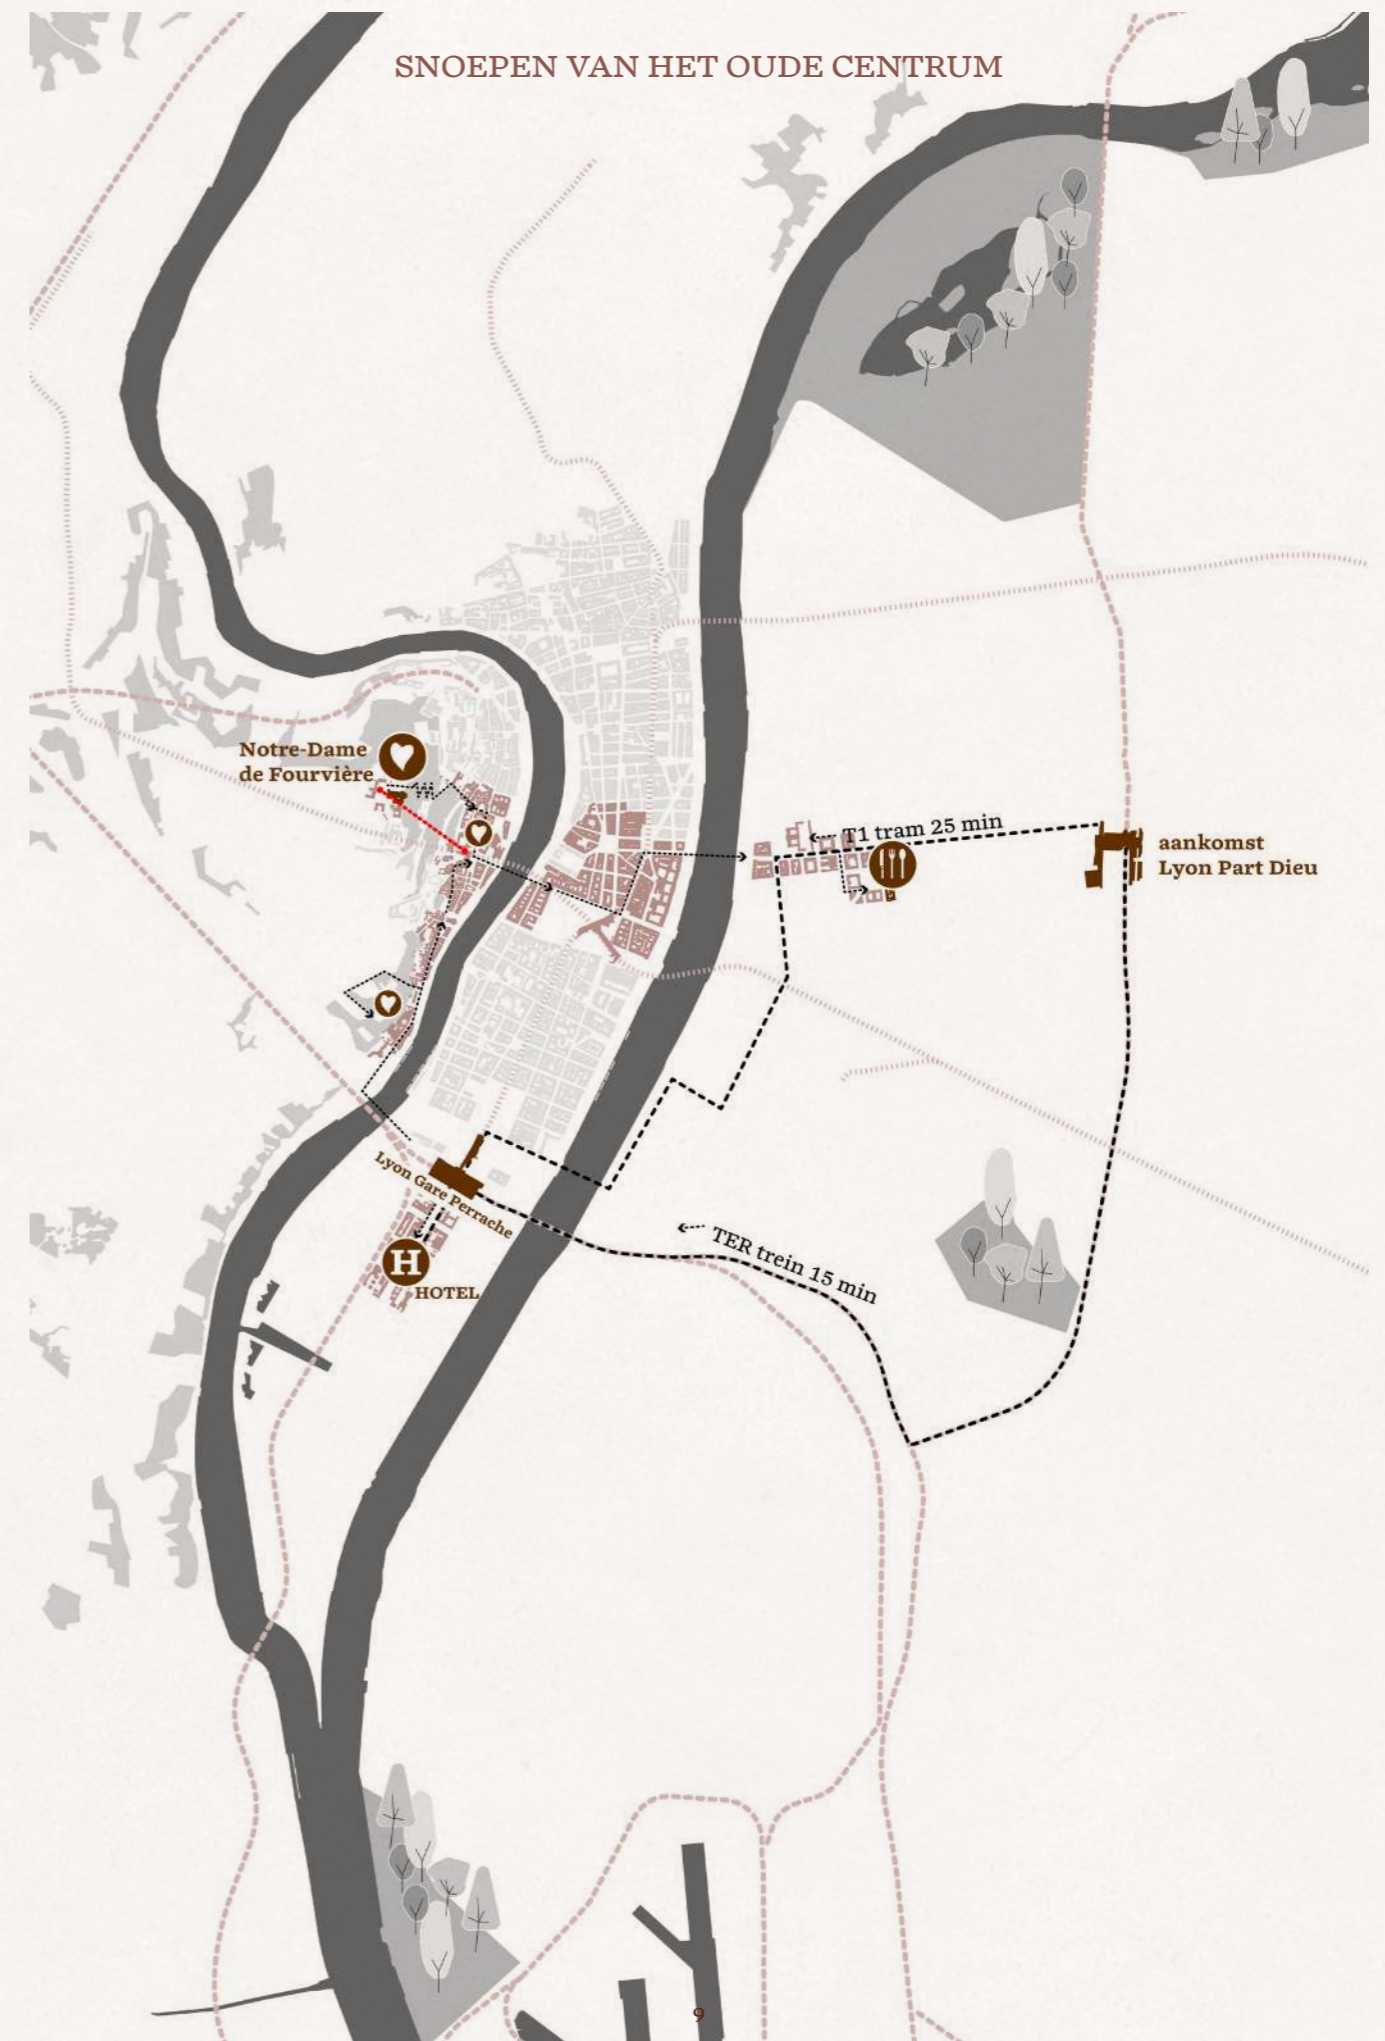 SNOEPEN VAN HET OUDE CENTRUM
Notre-Dame
de Fourvière
T1 tram 25 min
aankomst
Lyon Part Dieu
Lyon Gare Perrache
TER trein 15 min
H
HOTEL
9